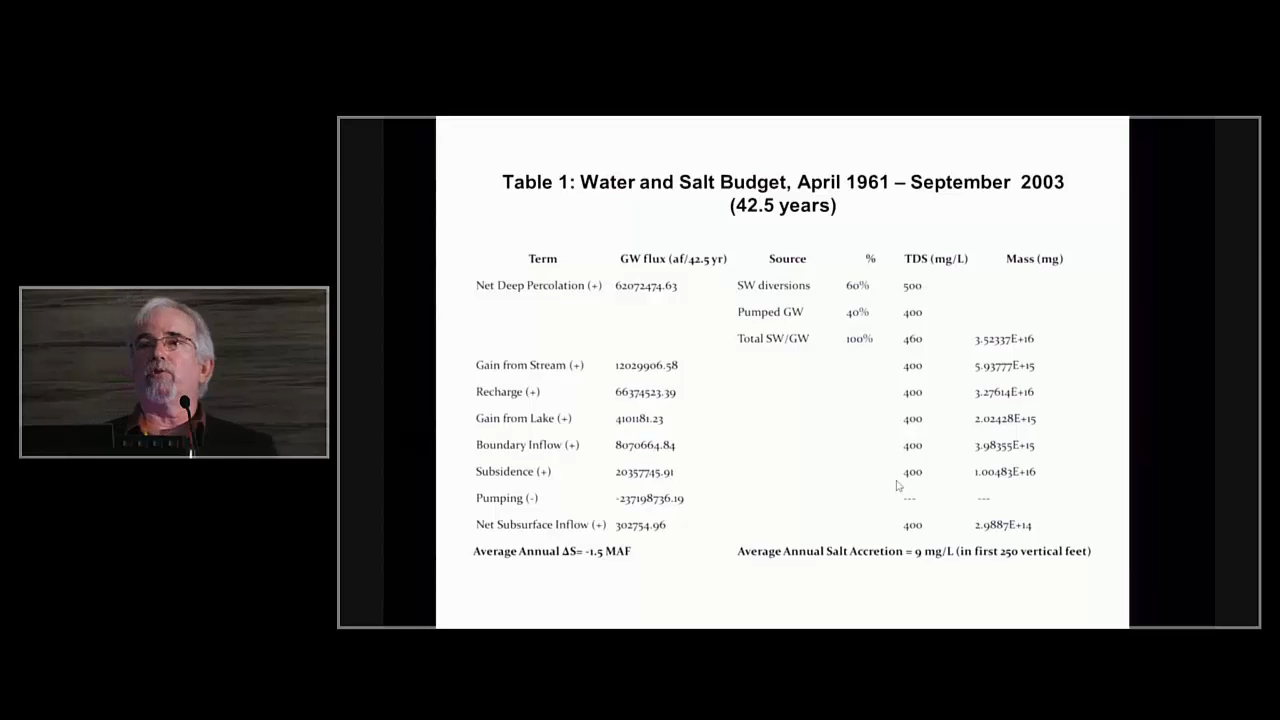 Table 1: Water and Salt Budget, April 1961 – September 2003
(42.5 years)
Term GW flux (af/42.5 yr) Source % TDS (mg/L) Mass (mg)
Net Deep Percolation (+) 62072474.63 SW diversions 60% 500
Pumped GW 40% 400
Total SW/GW 100% 460 3.52337E+16
Gain from Stream (+) 12029906.58 400 5.93777E+15
Recharge (+) 66374523.39 400 3.27614E+16
Gain from Lake (+) 4101181.23 400 2.02428E+15
Boundary Inflow (+) 8070664.84 400 3.98355E+15
Subsidence (+) 20357745.91 400 1.00483E+16
Pumping (-) -237198736.19 --- ---
Net Subsurface Inflow (+) 302754.96 400 2.9887E+14
Average Annual ΔS= -1.5 MAF Average Annual Salt Accretion = 9 mg/L (in first 250 vertical feet)